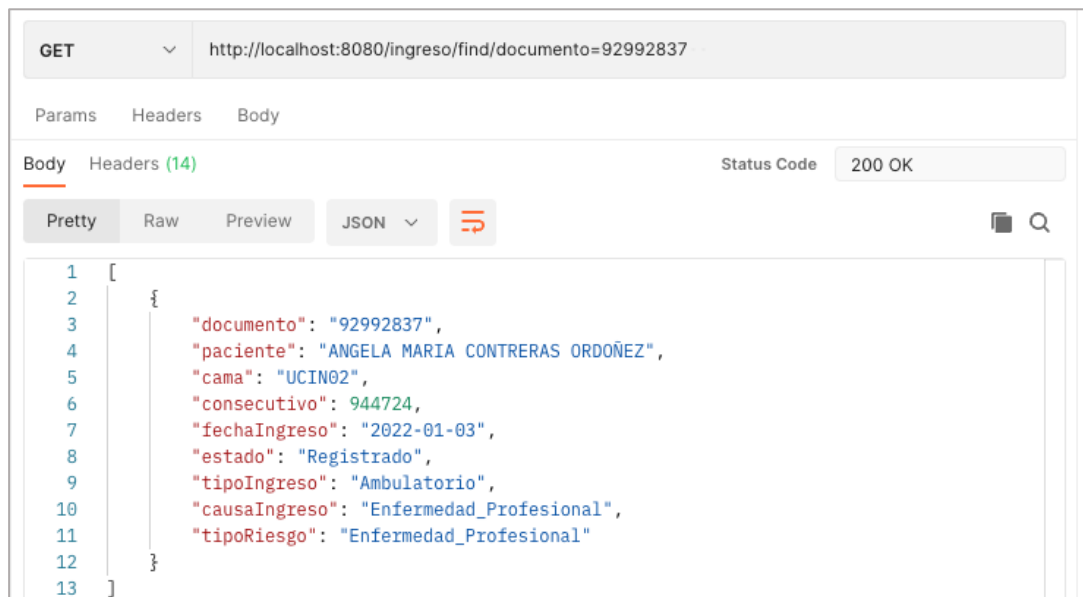 GET http://localhost:8080/ingreso/find/documento=92992837
Params Headers Body
Body Headers (14) Status Code 200 OK
Pretty Raw Preview JSON
1 [
2 {
3 "documento": "92992837",
4 "paciente": "ANGELA MARIA CONTRERAS ORDOÑEZ",
5 "cama": "UCIN02",
6 "consecutivo": 944724,
7 "fechaIngreso": "2022-01-03",
8 "estado": "Registrado",
9 "tipoIngreso": "Ambulatorio",
10 "causaIngreso": "Enfermedad_Profesional",
11 "tipoRiesgo": "Enfermedad_Profesional"
12 }
13 ]